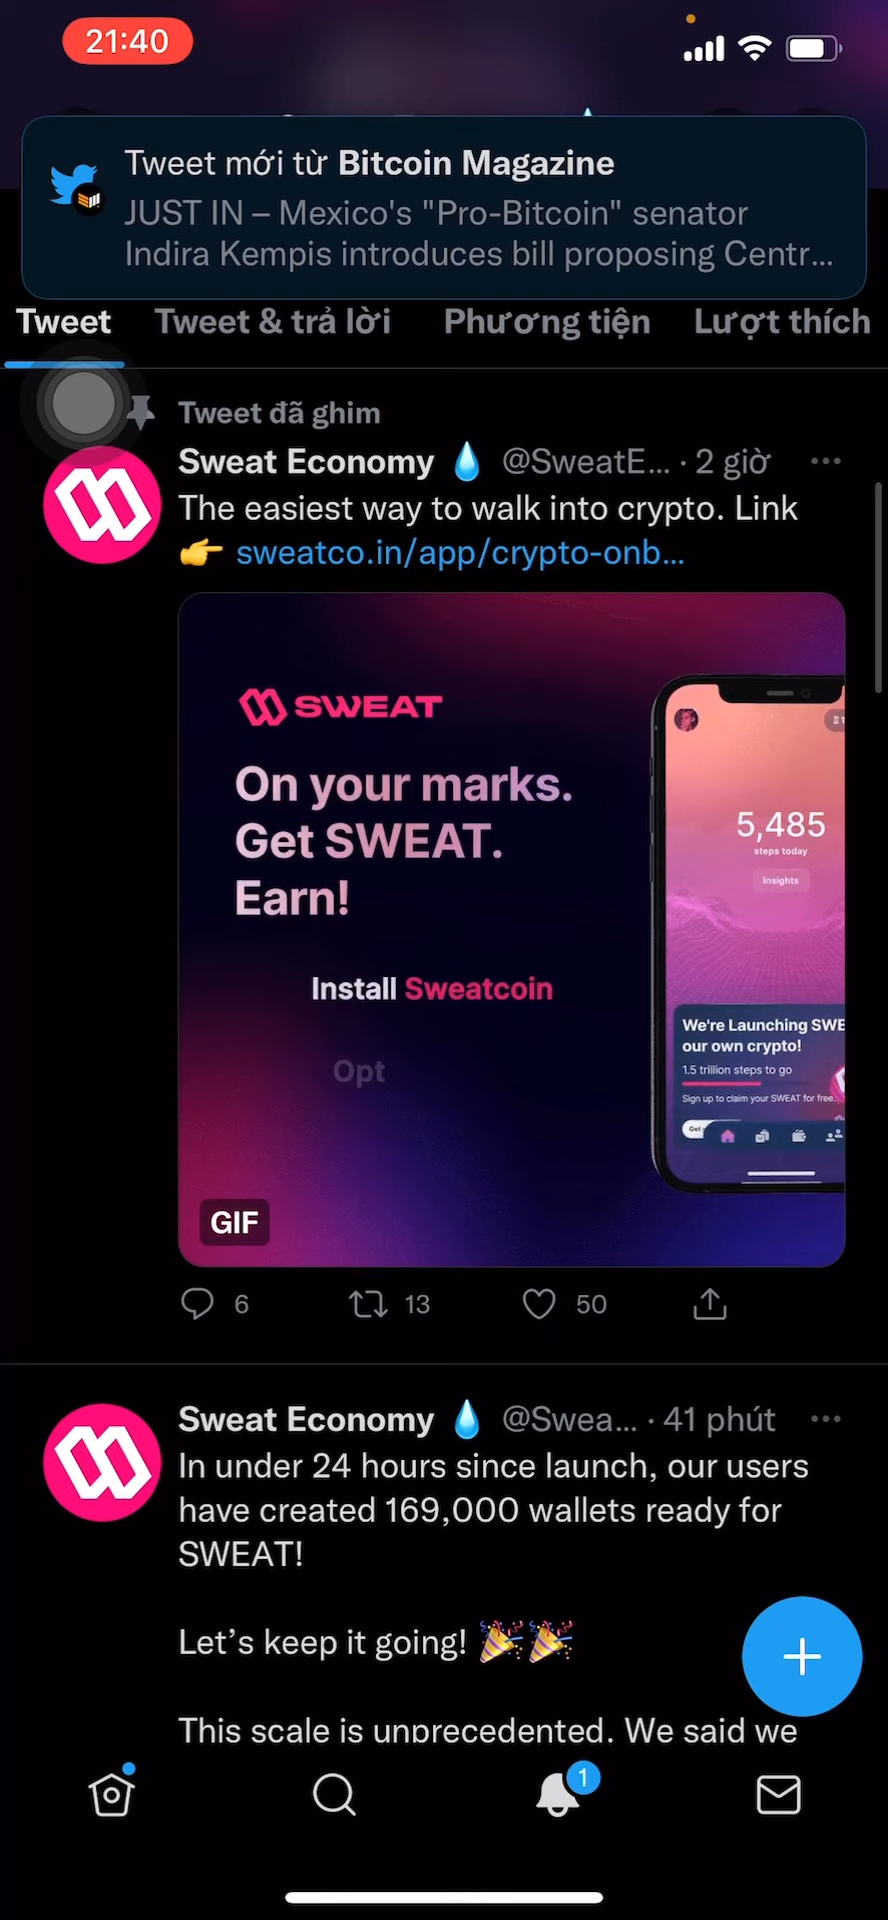 21:40
Tweet mới từ Bitcoin Magazine
JUST IN – Mexico's "Pro-Bitcoin" senator
Indira Kempis introduces bill proposing Centr...
Tweet Tweet & trả lời Phương tiện Lượt thích
Tweet đã ghim
Sweat Economy 💧 @SweatE... · 2 giờ
The easiest way to walk into crypto. Link
👉 sweatco.in/app/crypto-onb...
SWEAT
On your marks.
Get SWEAT.
Earn!
Install Sweatcoin
Opt
5,485
steps today
Insights
We're Launching SWE
our own crypto!
1.5 trillion steps to go
Sign up to claim your SWEAT for free.
Get
GIF
6 13 50
Sweat Economy 💧 @Swea... · 41 phút
In under 24 hours since launch, our users
have created 169,000 wallets ready for
SWEAT!
Let's keep it going! 🎉🎉
This scale is unprecedented. We said we
1